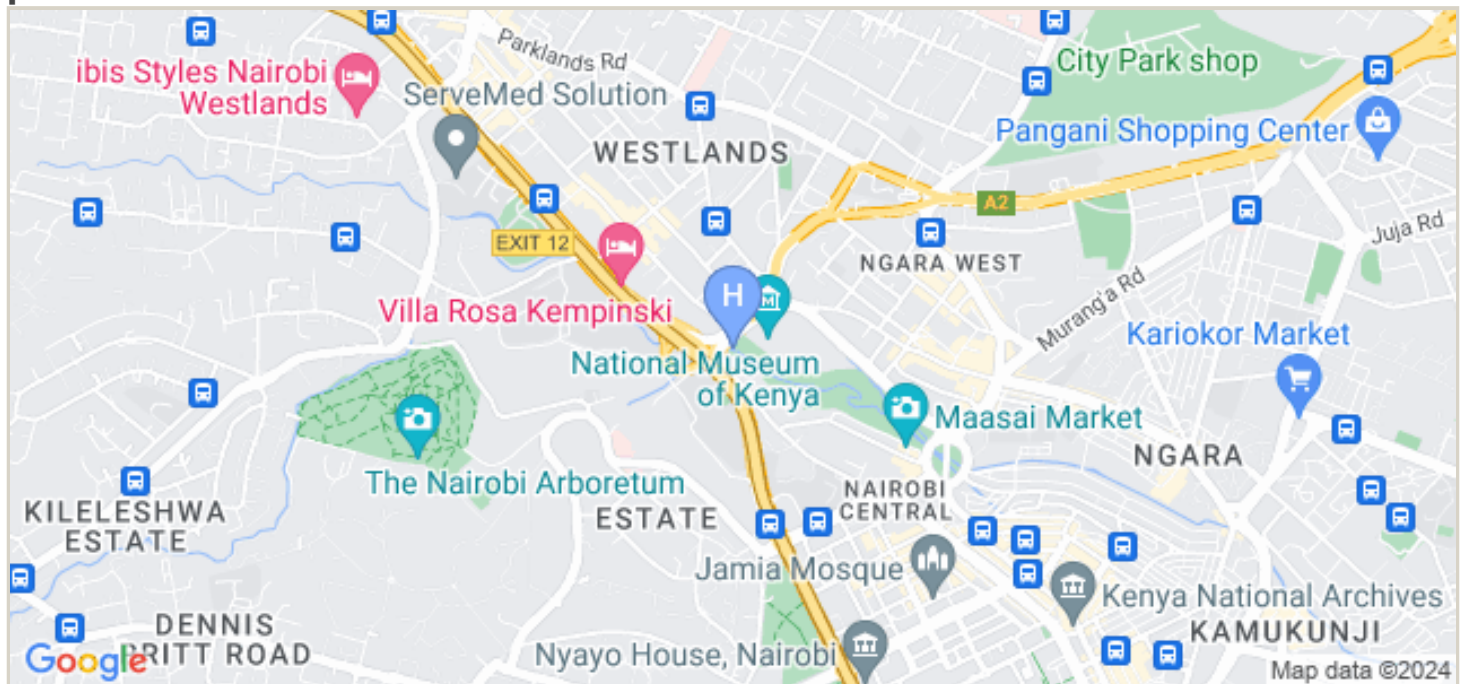 Parklands Rd
City Park shop
ibis Styles Nairobi
Westlands
ServeMed Solution
Pangani Shopping Center
WESTLANDS
A2
Juja Rd
EXIT 12
NGARA WEST
H
M
Villa Rosa Kempinski
Murang'a Rd
Kariokor Market
National Museum
of Kenya
Maasai Market
NGARA
The Nairobi Arboretum
ESTATE
NAIROBI
CENTRAL
KILELESHWA
ESTATE
Jamia Mosque
Kenya National Archives
KAMUKUNJI
DENNIS
PRITT ROAD
Google
Nyayo House, Nairobi
Map data ©2024